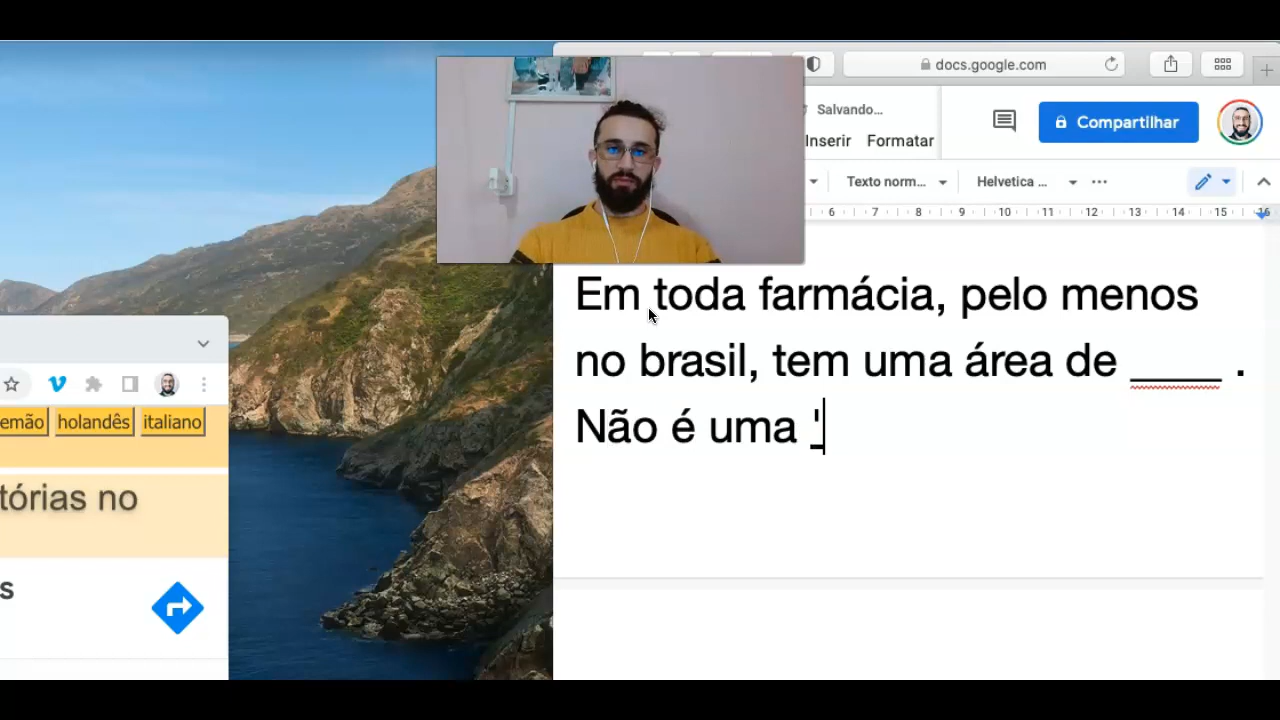 docs.google.com
Salvando...
Inserir Formatar
Compartilhar
Texto norm... Helvetica ...
6 7 8 9 10 11 12 13 14 15 16
Em toda farmácia, pelo menos
no brasil, tem uma área de _____ .
Não é uma '_
emão holandês italiano
tórias no
s